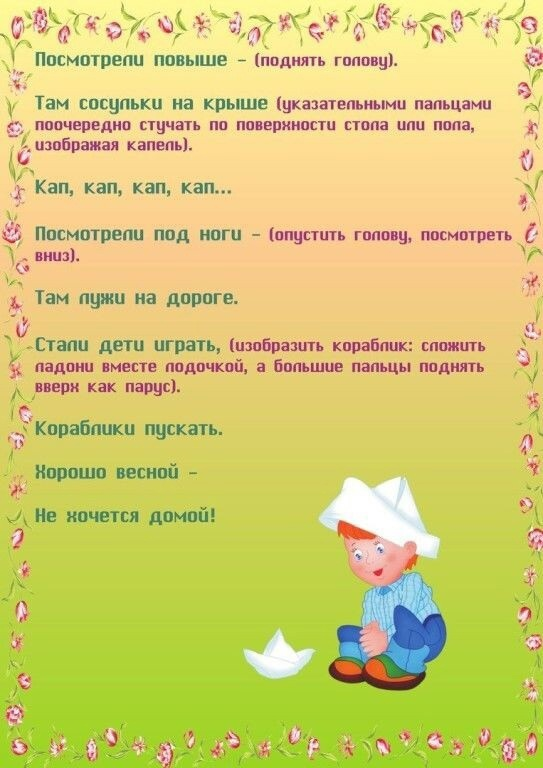 Посмотрели повыше – (поднять голову).
Там сосульки на крыше (указательными пальцами
поочередно стучать по поверхности стола или пола,
изображая капель).
Кап, кап, кап, кап...
Посмотрели под ноги – (опустить голову, посмотреть
вниз).
Там лужи на дороге.
Стали дети играть, (изобразить кораблик: сложить
ладони вместе лодочкой, а большие пальцы поднять
вверх как парус).
Кораблики пускать.
Хорошо весной –
Не хочется домой!